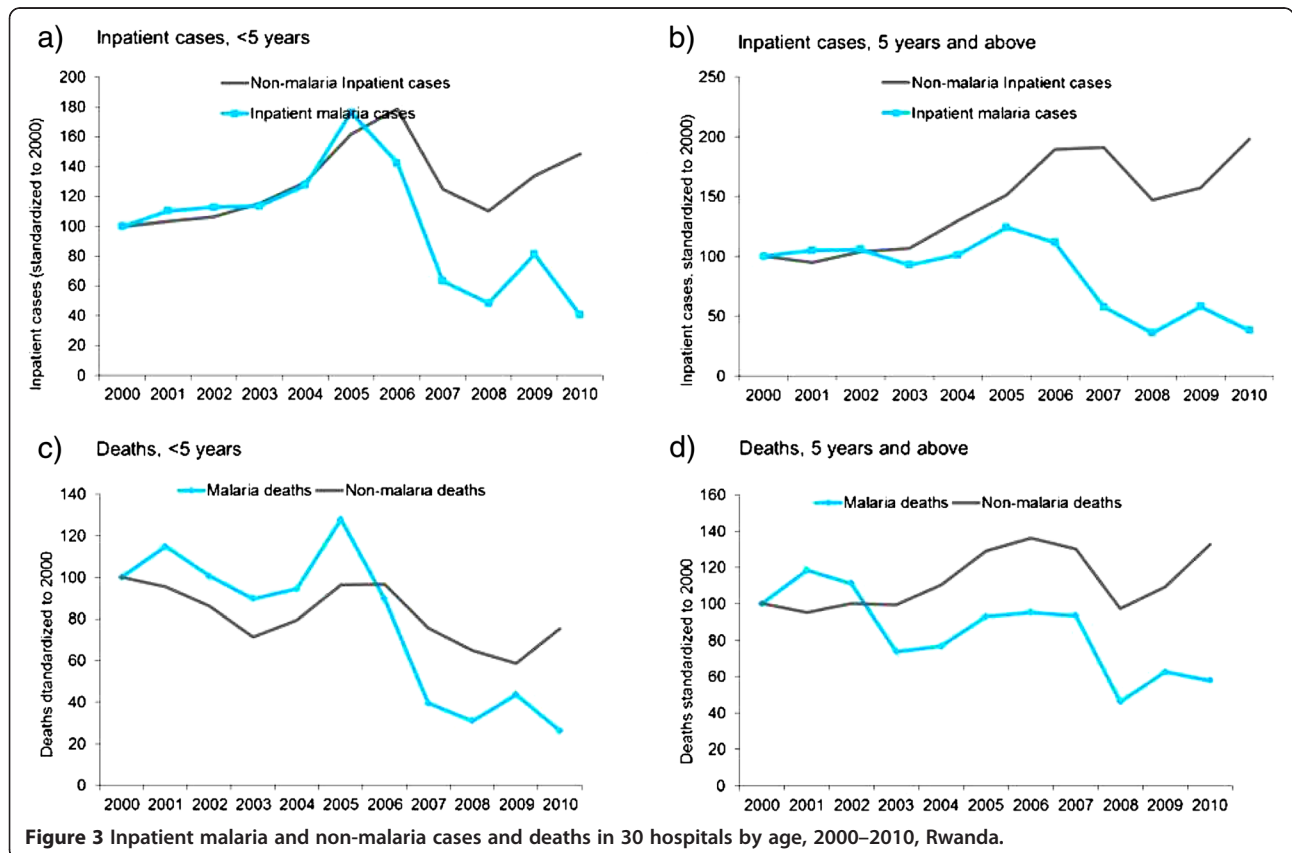 a) Inpatient cases, <5 years
Non-malaria Inpatient cases
Inpatient malaria cases
Inpatient cases (standardized to 2000)
200
180
160
140
120
100
80
60
40
20
0
2000 2001 2002 2003 2004 2005 2006 2007 2008 2009 2010
b) Inpatient cases, 5 years and above
Non-malaria Inpatient cases
Inpatient malaria cases
Inpatient cases. standardized to 2000)
250
200
150
100
50
0
2000 2001 2002 2003 2004 2005 2006 2007 2008 2009 2010
c) Deaths, <5 years
Malaria deaths Non-malaria deaths
Deaths dtandardized to 2000
140
120
100
80
60
40
20
0
2000 2001 2002 2003 2004 2005 2006 2007 2008 2009 2010
d) Deaths, 5 years and above
Malaria deaths Non-malaria deaths
Deaths standardized to 2000
160
140
120
100
80
60
40
20
0
2000 2001 2002 2003 2004 2005 2006 2007 2008 2009 2010
Figure 3 Inpatient malaria and non-malaria cases and deaths in 30 hospitals by age, 2000–2010, Rwanda.